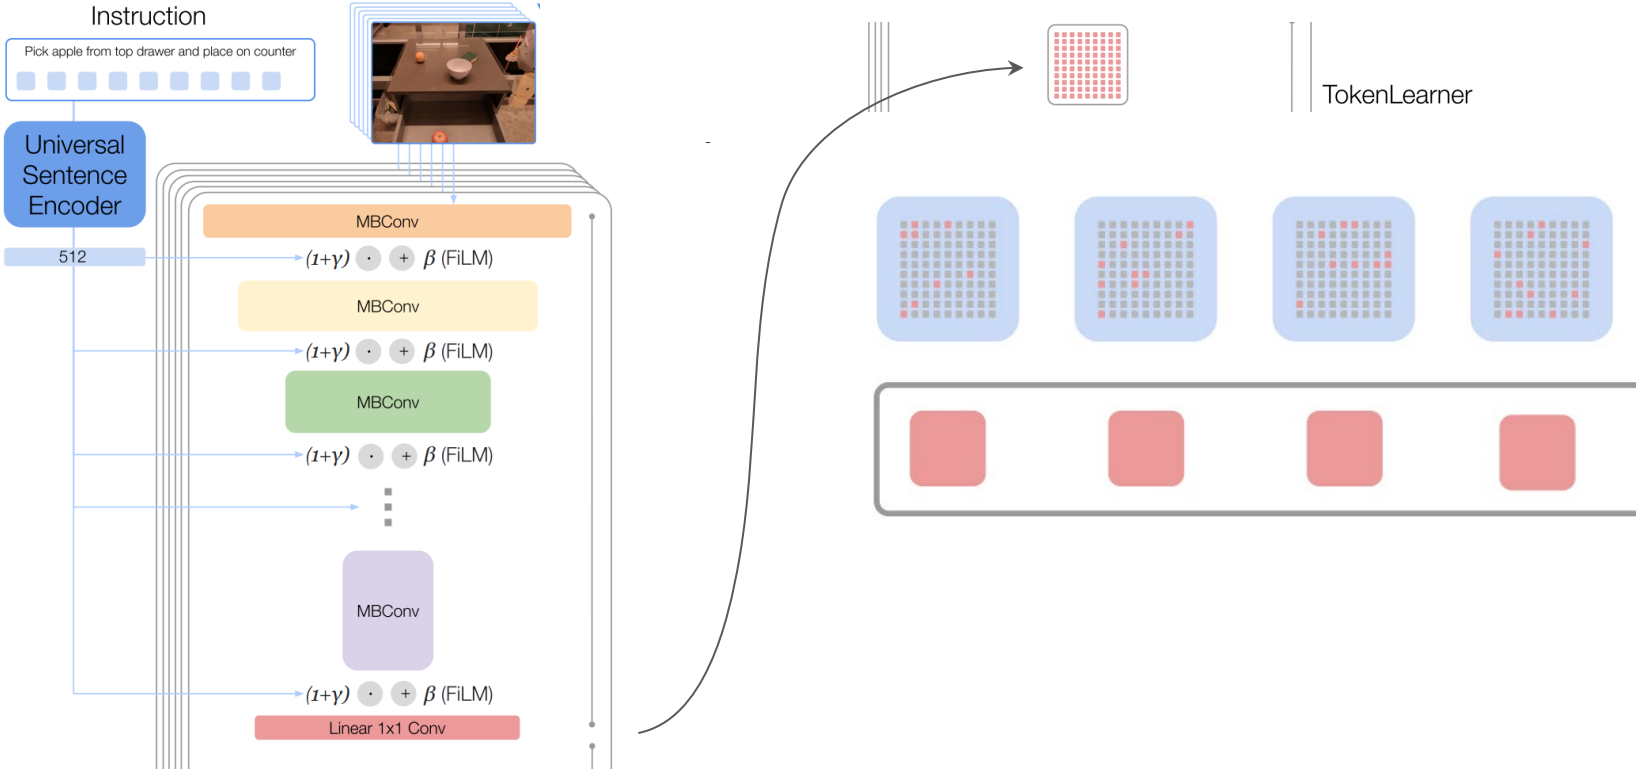 Instruction
Pick apple from top drawer and place on counter
Universal
Sentence
Encoder
512
MBConv
(1+γ) · + β (FiLM)
MBConv
(1+γ) · + β (FiLM)
MBConv
(1+γ) · + β (FiLM)
MBConv
(1+γ) · + β (FiLM)
Linear 1x1 Conv
TokenLearner